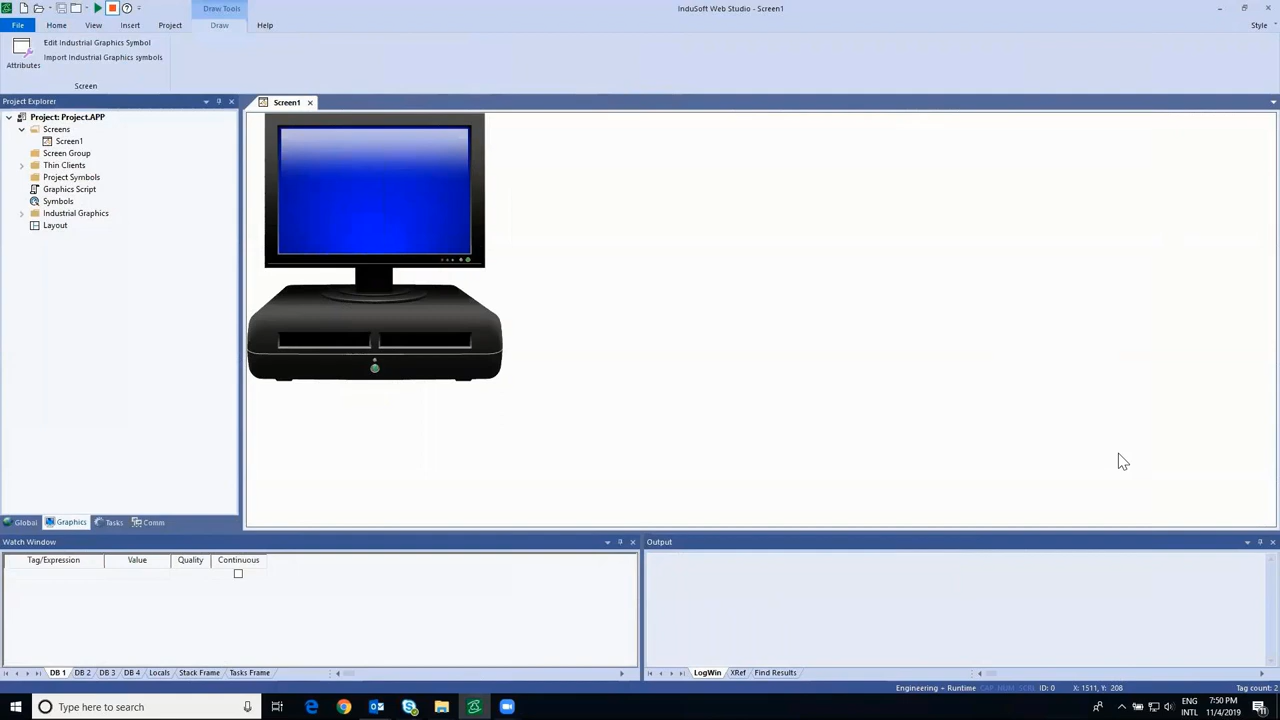 Draw Tools
InduSoft Web Studio - Screen1
File
Home
View
Insert
Project
Draw
Help
Style
Attributes
Edit Industrial Graphics Symbol
Import Industrial Graphics symbols
Screen
Project Explorer
Project: Project.APP
Screens
Screen1
Screen Group
Thin Clients
Project Symbols
Graphics Script
Symbols
Industrial Graphics
Layout
Screen1
Global
Graphics
Tasks
Comm
Watch Window
Tag/Expression
Value
Quality
Continuous
DB 1
DB 2
DB 3
DB 4
Locals
Stack Frame
Tasks Frame
Output
LogWin
XRef
Find Results
Engineering + Runtime
CAP NUM SCRL
ID: 0
X: 1511, Y: 208
Tag count: 2
Type here to search
ENG
INTL
7:50 PM
11/4/2019